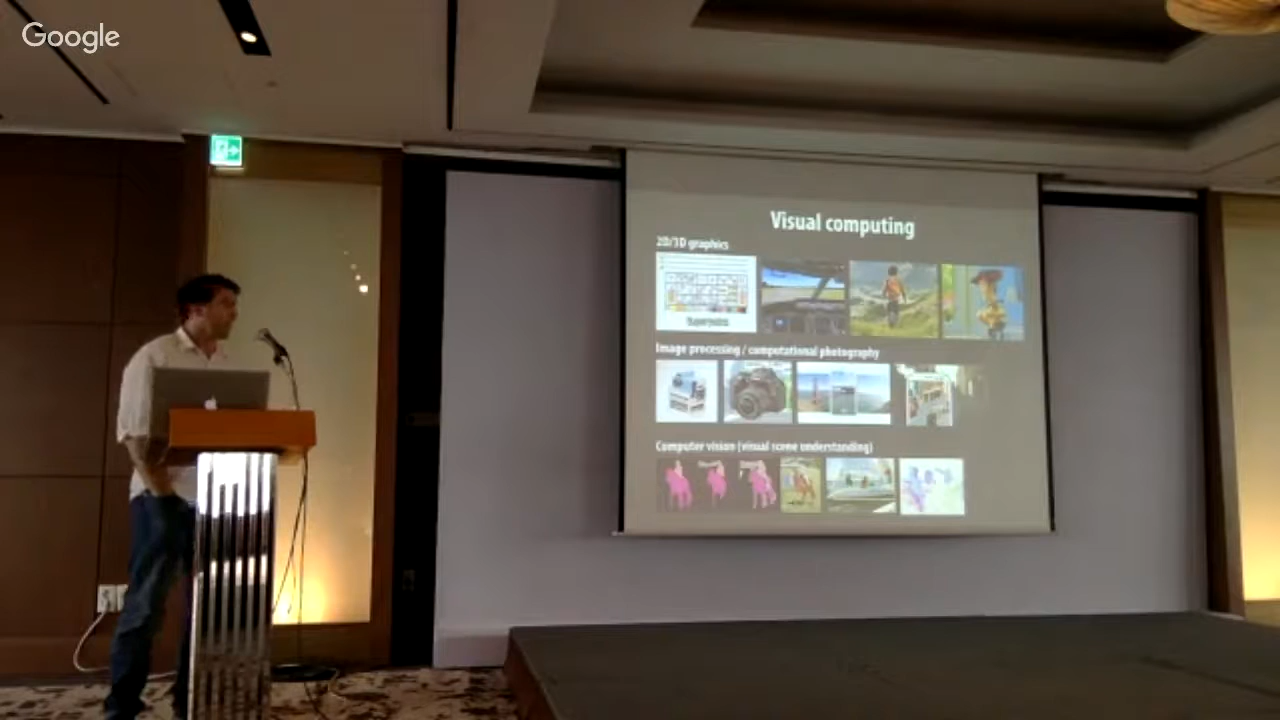 Google
Visual computing
2D/3D graphics
Image processing / computational photography
Computer vision (visual scene understanding)